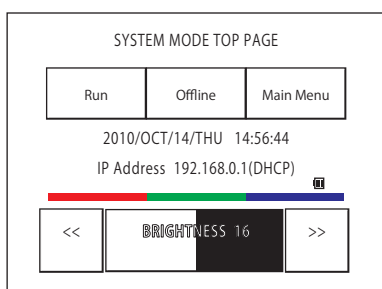 SYSTEM MODE TOP PAGE
Run Offline Main Menu
2010/OCT/14/THU 14:56:44
IP Address 192.168.0.1(DHCP)
<< BRIGHTNESS 16 >>